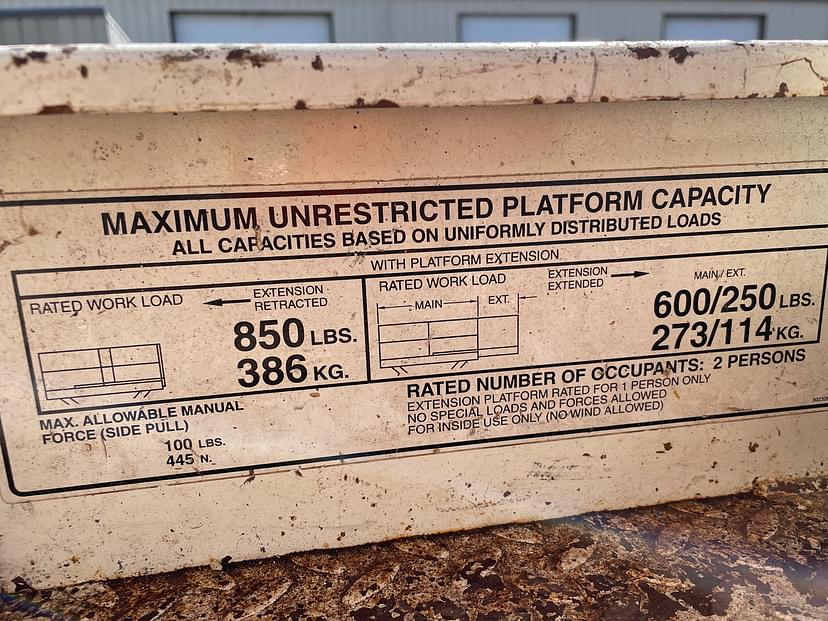 MAXIMUM UNRESTRICTED PLATFORM CAPACITY
ALL CAPACITIES BASED ON UNIFORMLY DISTRIBUTED LOADS
WITH PLATFORM EXTENSION
RATED WORK LOAD
EXTENSION
RETRACTED
850 LBS.
386 KG.
RATED WORK LOAD
EXTENSION
EXTENDED
MAIN
EXT.
MAIN/EXT.
600/250 LBS.
273/114 KG.
MAX. ALLOWABLE MANUAL
FORCE (SIDE PULL)
100 LBS.
445 N.
RATED NUMBER OF OCCUPANTS: 2 PERSONS
EXTENSION PLATFORM RATED FOR 1 PERSON ONLY
NO SPECIAL LOADS AND FORCES ALLOWED
FOR INSIDE USE ONLY (NO WIND ALLOWED)